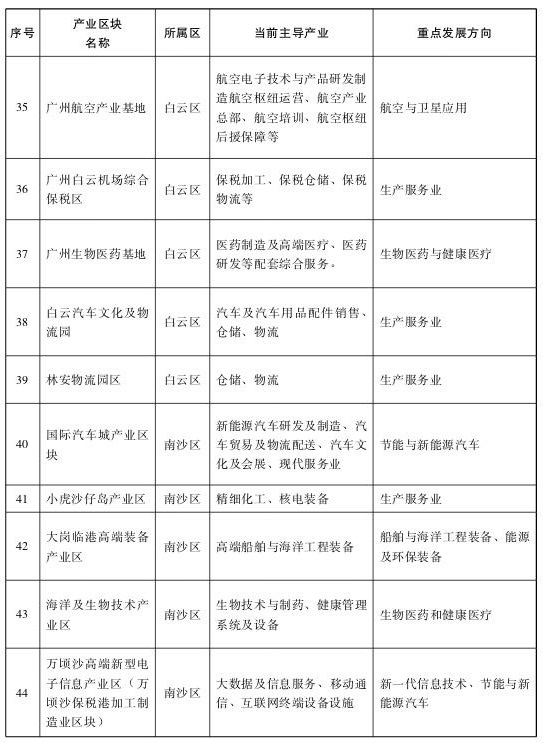 序号
产业区块
名称
所属区
当前主导产业
重点发展方向
35
广州航空产业基地
白云区
航空电子技术与产品研发制
造航空枢纽运营、航空产业
总部、航空培训、航空枢纽
后援保障等
航空与卫星应用
36
广州白云机场综合
保税区
白云区
保税加工、保税仓储、保税
物流等
生产服务业
37
广州生物医药基地
白云区
医药制造及高端医疗、医药
研发等配套综合服务。
生物医药与健康医疗
38
白云汽车文化及物
流园
白云区
汽车及汽车用品配件销售、
仓储、物流
生产服务业
39
林安物流园区
白云区
仓储、物流
生产服务业
40
国际汽车城产业区
块
南沙区
新能源汽车研发及制造、汽
车贸易及物流配送、汽车文
化及会展、现代服务业
节能与新能源汽车
41
小虎沙仔岛产业区
南沙区
精细化工、核电装备
生产服务业
42
大岗临港高端装备
产业区
南沙区
高端船舶与海洋工程装备
船舶与海洋工程装备、能源
及环保装备
43
海洋及生物技术产
业区
南沙区
生物技术与制药、健康管理
系统及设备
生物医药和健康医疗
44
万顷沙高端新型电
子信息产业区（万
顷沙保税港加工制
造业区块）
南沙区
大数据及信息服务、移动通
信、互联网终端设备设施
新一代信息技术、节能与新
能源汽车